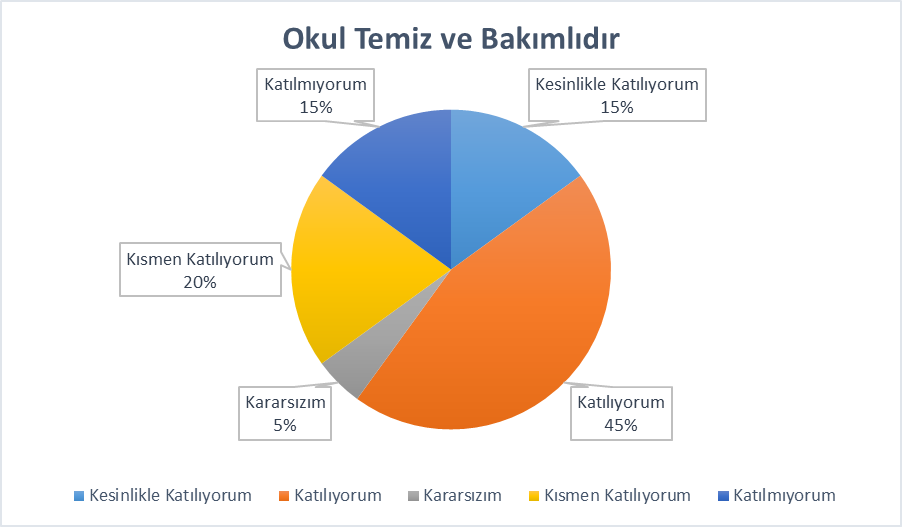 Okul Temiz ve Bakımlıdır
Katılmıyorum
15%
Kesinlikle Katılıyorum
15%
Kısmen Katılıyorum
20%
Kararsızım
5%
Katılıyorum
45%
Kesinlikle Katılıyorum Katılıyorum Kararsızım Kısmen Katılıyorum Katılmıyorum